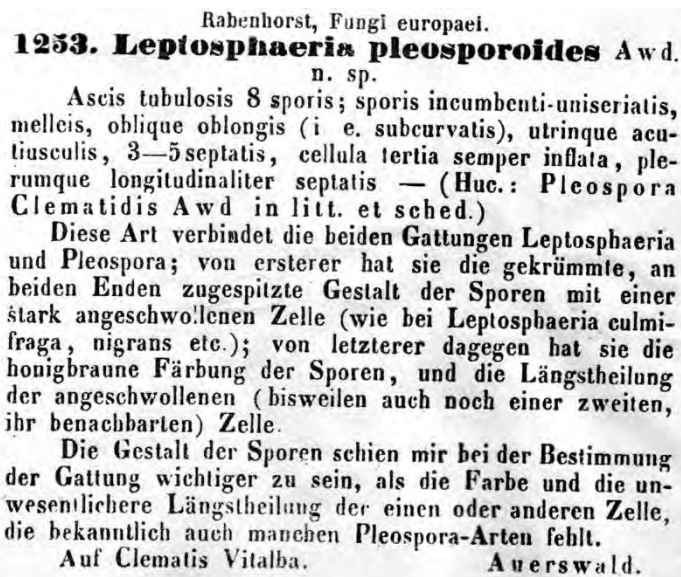 Rabenhorst, Fungi europaei.
1253. Leptosphaeria pleosporoides Awd.
n. sp.
Ascis tubulosis 8 sporis; sporis incumbenti-uniseriatis,
melleis, oblique oblongis (i e. subcurvatis), utrinque acu-
tiusculis, 3—5septatis, cellula tertia semper inflata, ple-
rumque longitudinaliter septatis — (Huc.: Pleospora
Clematidis Awd in litt. et sched.)
Diese Art verbindet die beiden Gattungen Leptosphaeria
und Pleospora; von ersterer hat sie die gekrümmte, an
beiden Enden zugespitzte Gestalt der Sporen mit einer
stark angeschwollenen Zelle (wie bei Leptosphaeria culmi-
fraga, nigrans etc.); von letzterer dagegen hat sie die
honigbraune Färbung der Sporen, und die Längstheilung
der angeschwollenen (bisweilen auch noch einer zweiten,
ihr benachbarten) Zelle.
Die Gestalt der Sporen schien mir bei der Bestimmung
der Gattung wichtiger zu sein, als die Farbe und die un-
wesentlichere Längstheilung der einen oder anderen Zelle,
die bekanntlich auch manchen Pleospora-Arten fehlt.
Auf Clematis Vitalba. Auerswald.